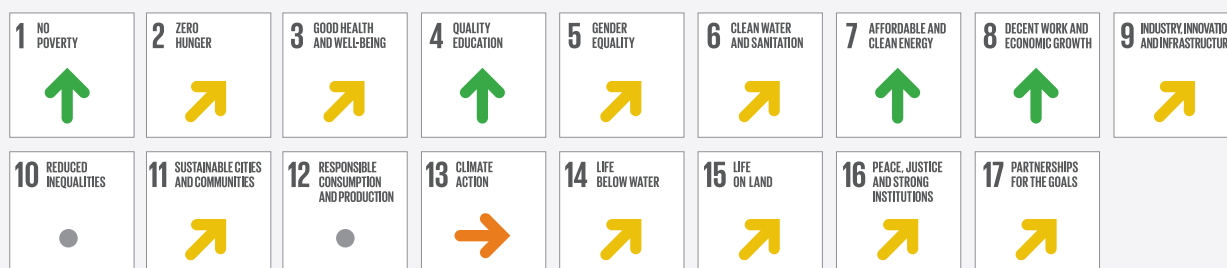 1 NO POVERTY
2 ZERO HUNGER
3 GOOD HEALTH AND WELL-BEING
4 QUALITY EDUCATION
5 GENDER EQUALITY
6 CLEAN WATER AND SANITATION
7 AFFORDABLE AND CLEAN ENERGY
8 DECENT WORK AND ECONOMIC GROWTH
9 INDUSTRY, INNOVATIO AND INFRASTRUCTUR
10 REDUCED INEQUALITIES
11 SUSTAINABLE CITIES AND COMMUNITIES
12 RESPONSIBLE CONSUMPTION AND PRODUCTION
13 CLIMATE ACTION
14 LIFE BELOW WATER
15 LIFE ON LAND
16 PEACE, JUSTICE AND STRONG INSTITUTIONS
17 PARTNERSHIPS FOR THE GOALS